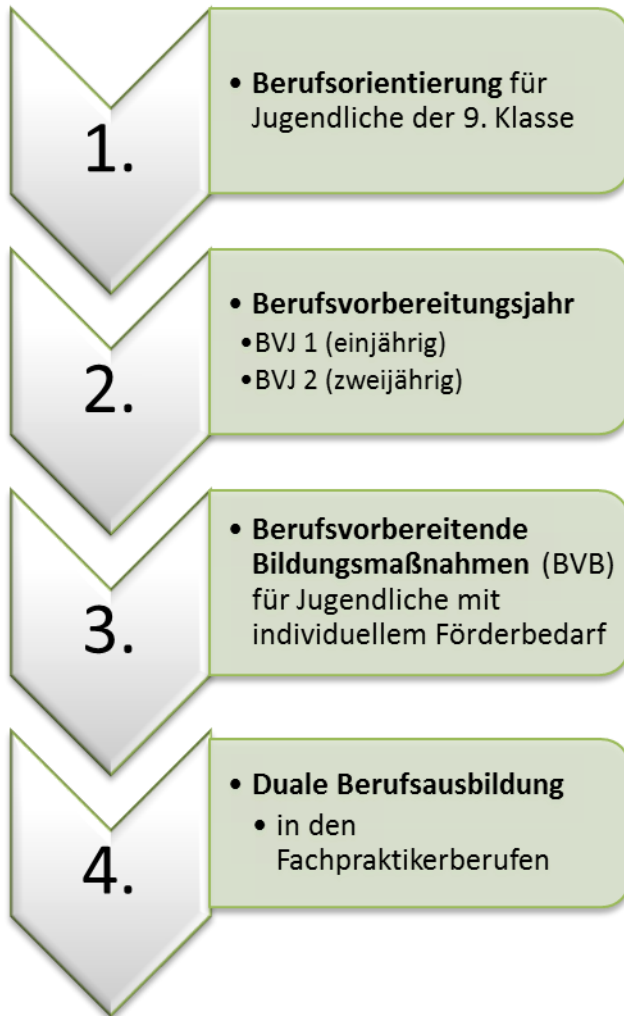 1.
• Berufsorientierung für
Jugendliche der 9. Klasse
2.
• Berufsvorbereitungsjahr
•BVJ 1 (einjährig)
•BVJ 2 (zweijährig)
3.
• Berufsvorbereitende
Bildungsmaßnahmen (BVB)
für Jugendliche mit
individuellem Förderbedarf
4.
• Duale Berufsausbildung
• in den
Fachpraktikerberufen